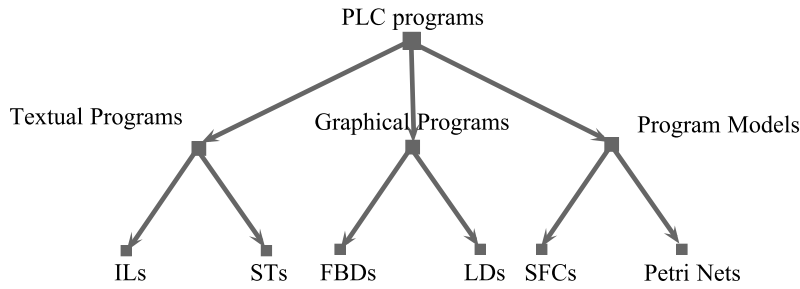 PLC programs
Textual Programs
Graphical Programs
Program Models
ILs
STs
FBDs
LDs
SFCs
Petri Nets